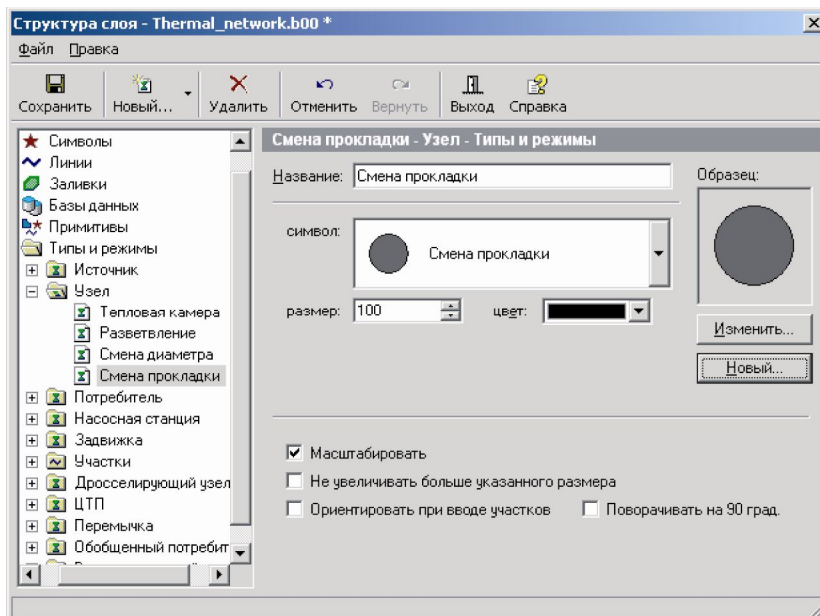 Структура слоя - Thermal_network.b00 *
Файл Правка
Сохранить Новый... Удалить Отменить Вернуть Выход Справка
Символы
Линии
Заливки
Базы данных
Примитивы
Типы и режимы
Источник
Узел
Тепловая камера
Разветвление
Смена диаметра
Смена прокладки
Потребитель
Насосная станция
Задвижка
Участки
Дросселирующий узел
ЦТП
Перемычка
Обобщенный потребит
Смена прокладки - Узел - Типы и режимы
Название: Смена прокладки
Образец:
символ: Смена прокладки
размер: 100 цвет:
Изменить...
Новый...
Масштабировать
Не увеличивать больше указанного размера
Ориентировать при вводе участков Поворачивать на 90 град.